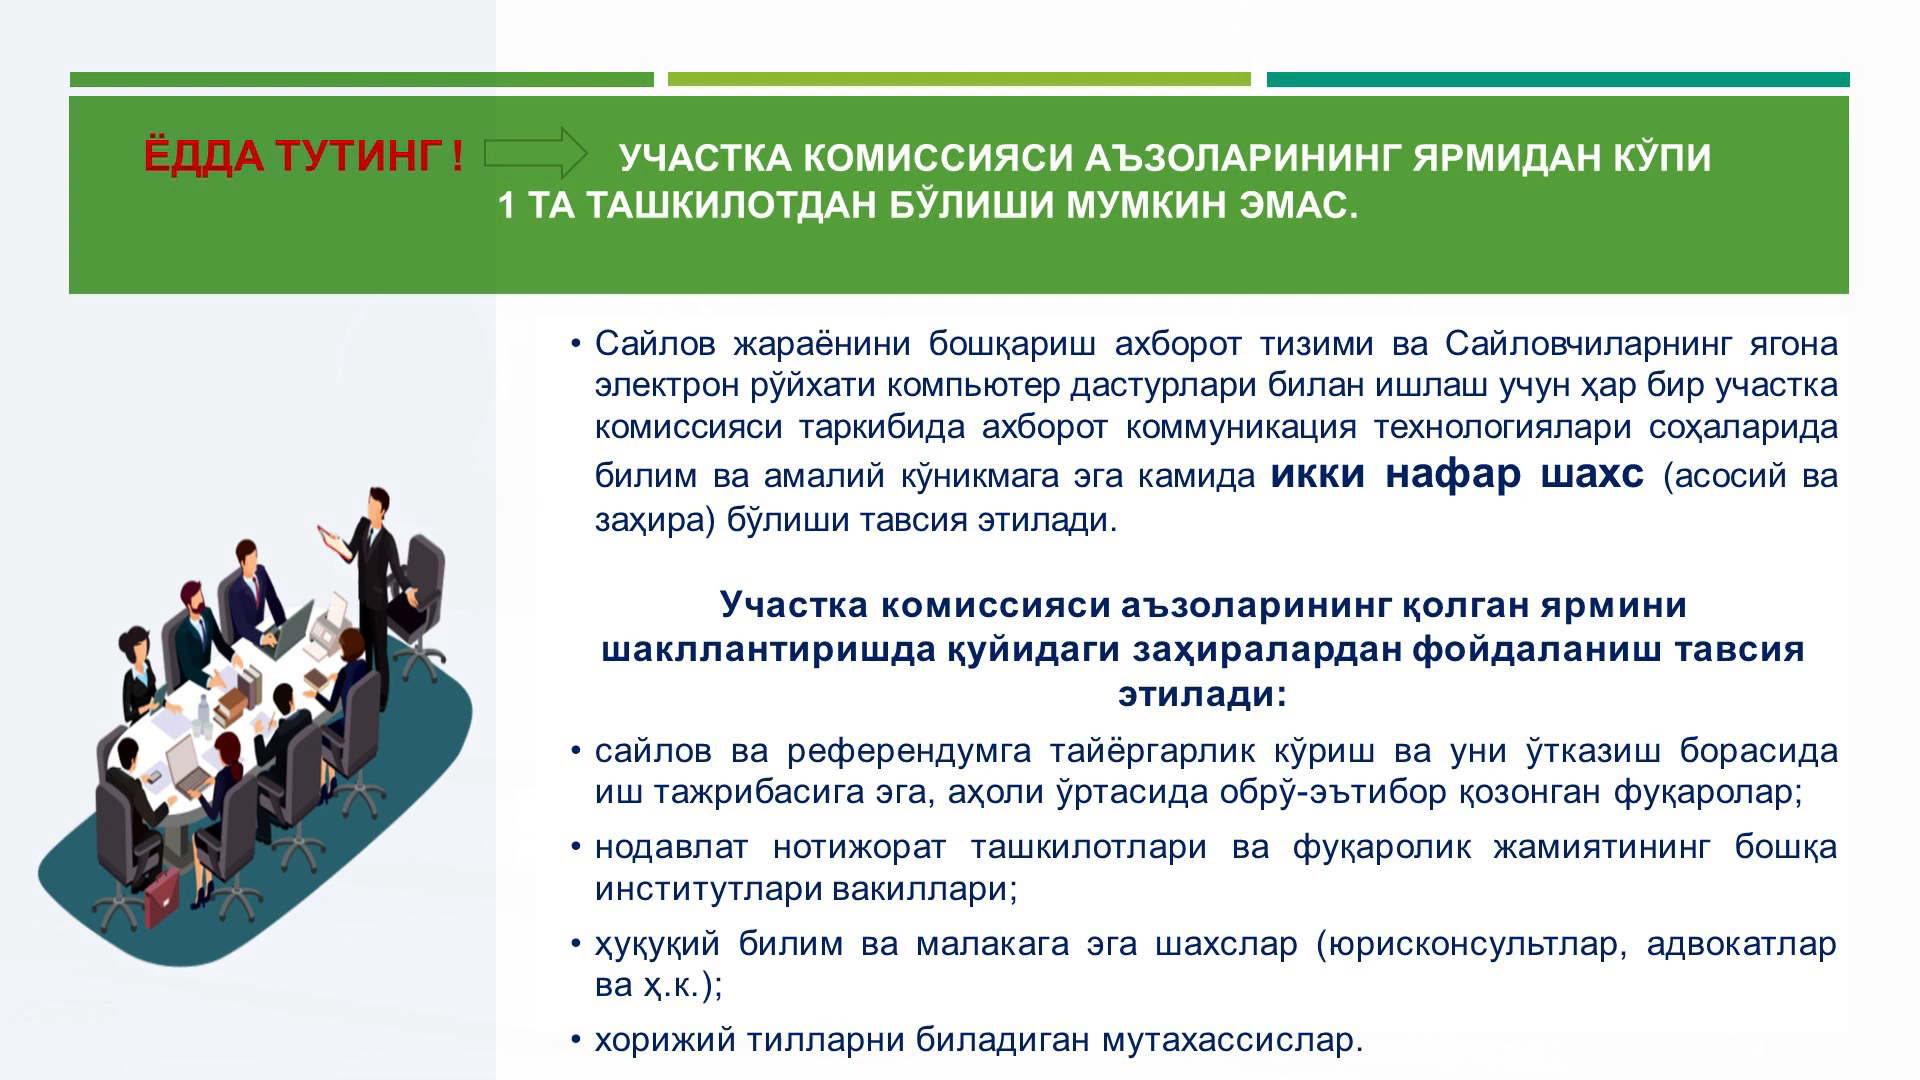 ЁДДА ТУТИНГ ! УЧАСТКА КОМИССИЯСИ АЪЗОЛАРИНИНГ ЯРМИДАН КЎПИ
1 ТА ТАШКИЛОТДАН БЎЛИШИ МУМКИН ЭМАС.
• Сайлов жараёнини бошқариш ахборот тизими ва Сайловчиларнинг ягона
электрон рўйхати компьютер дастурлари билан ишлаш учун ҳар бир участка
комиссияси таркибида ахборот коммуникация технологиялари соҳаларида
билим ва амалий кўникмага эга камида икки нафар шахс (асосий ва
заҳира) бўлиши тавсия этилади.
Участка комиссияси аъзоларининг қолган ярмини
шакллантиришда қуйидаги заҳиралардан фойдаланиш тавсия
этилади:
• сайлов ва референдумга тайёргарлик кўриш ва уни ўтказиш борасида
иш тажрибасига эга, аҳоли ўртасида обрў-эътибор қозонган фуқаролар;
• нодавлат нотижорат ташкилотлари ва фуқаролик жамиятининг бошқа
институтлари вакиллари;
• ҳуқуқий билим ва малакага эга шахслар (юрисконсультлар, адвокатлар
ва ҳ.к.);
• хорижий тилларни биладиган мутахассислар.